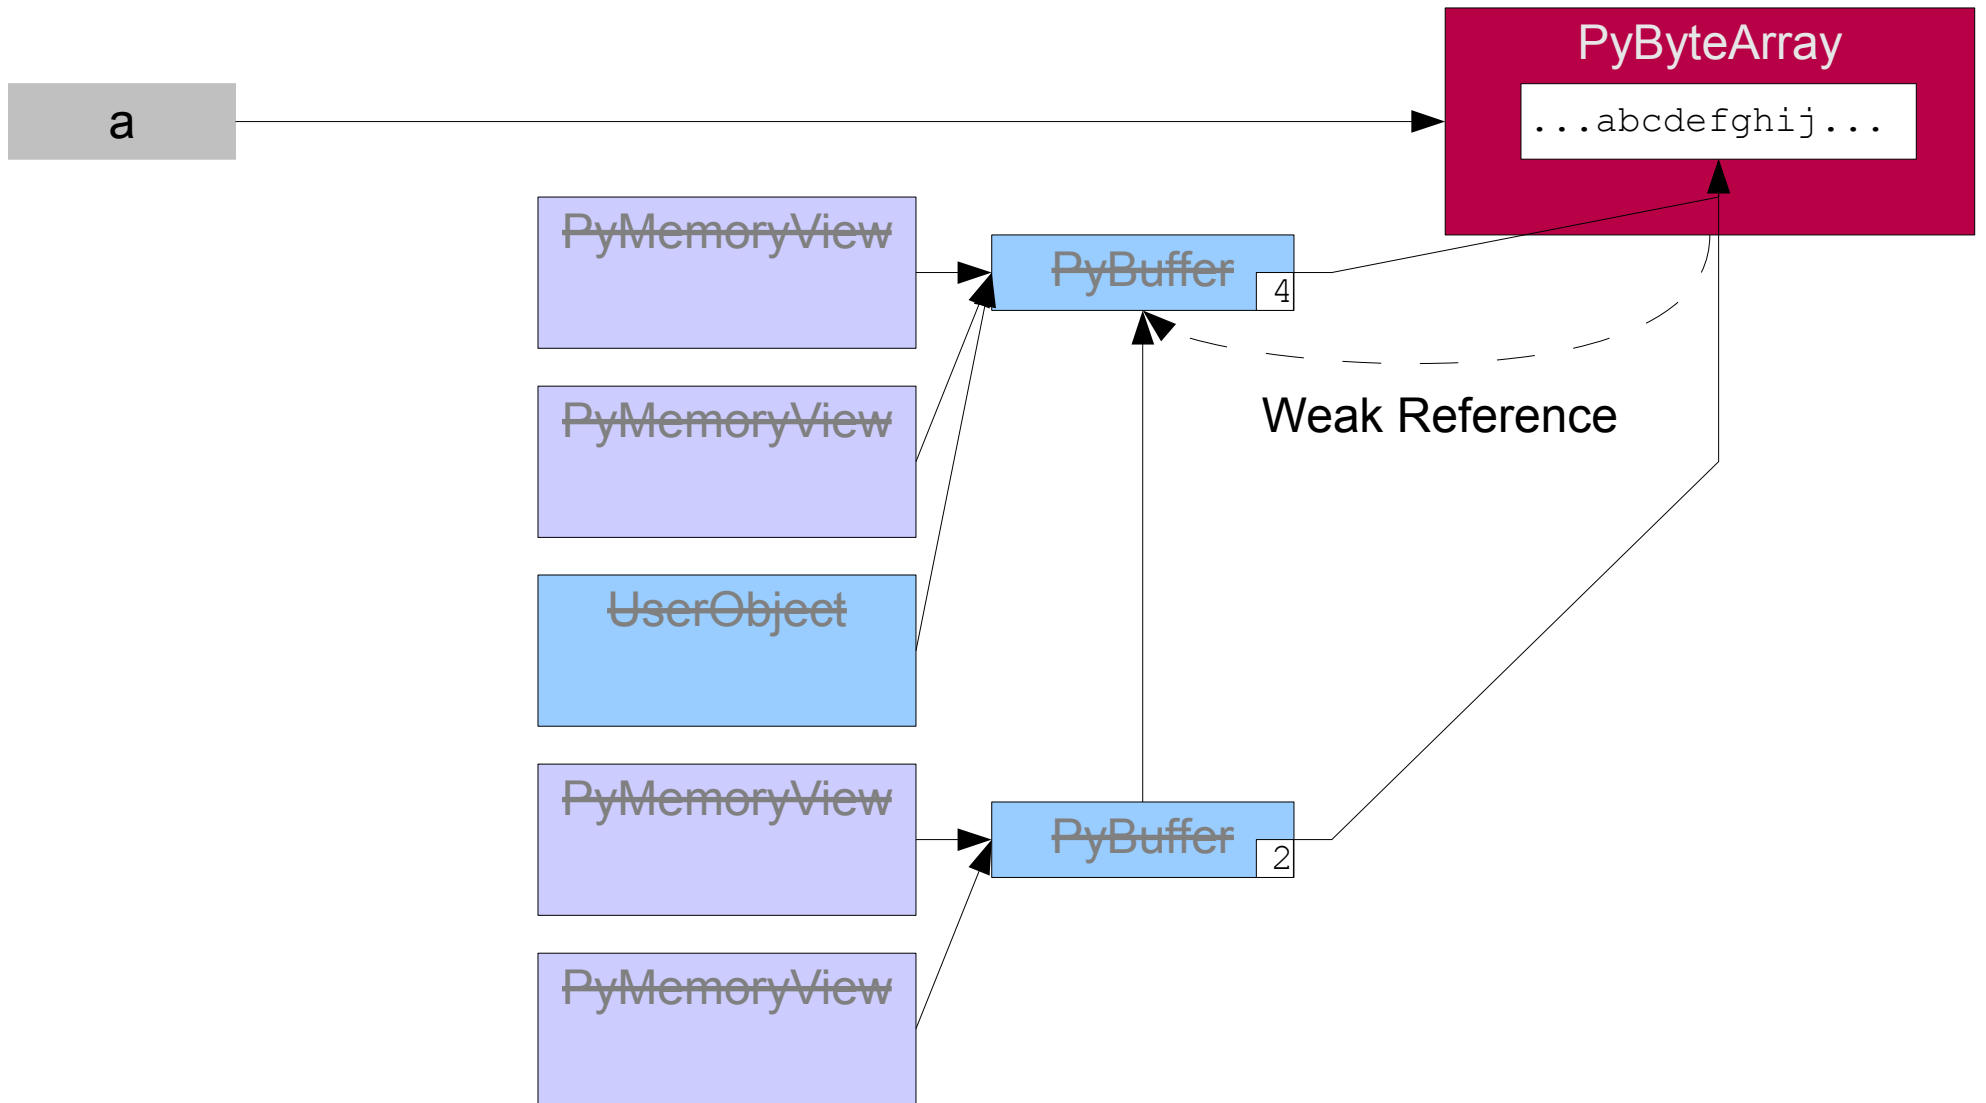 PyByteArray
a
...abcdefghij...
PyMemoryView
PyBuffer
4
PyMemoryView
Weak Reference
UserObject
PyMemoryView
PyBuffer
2
PyMemoryView